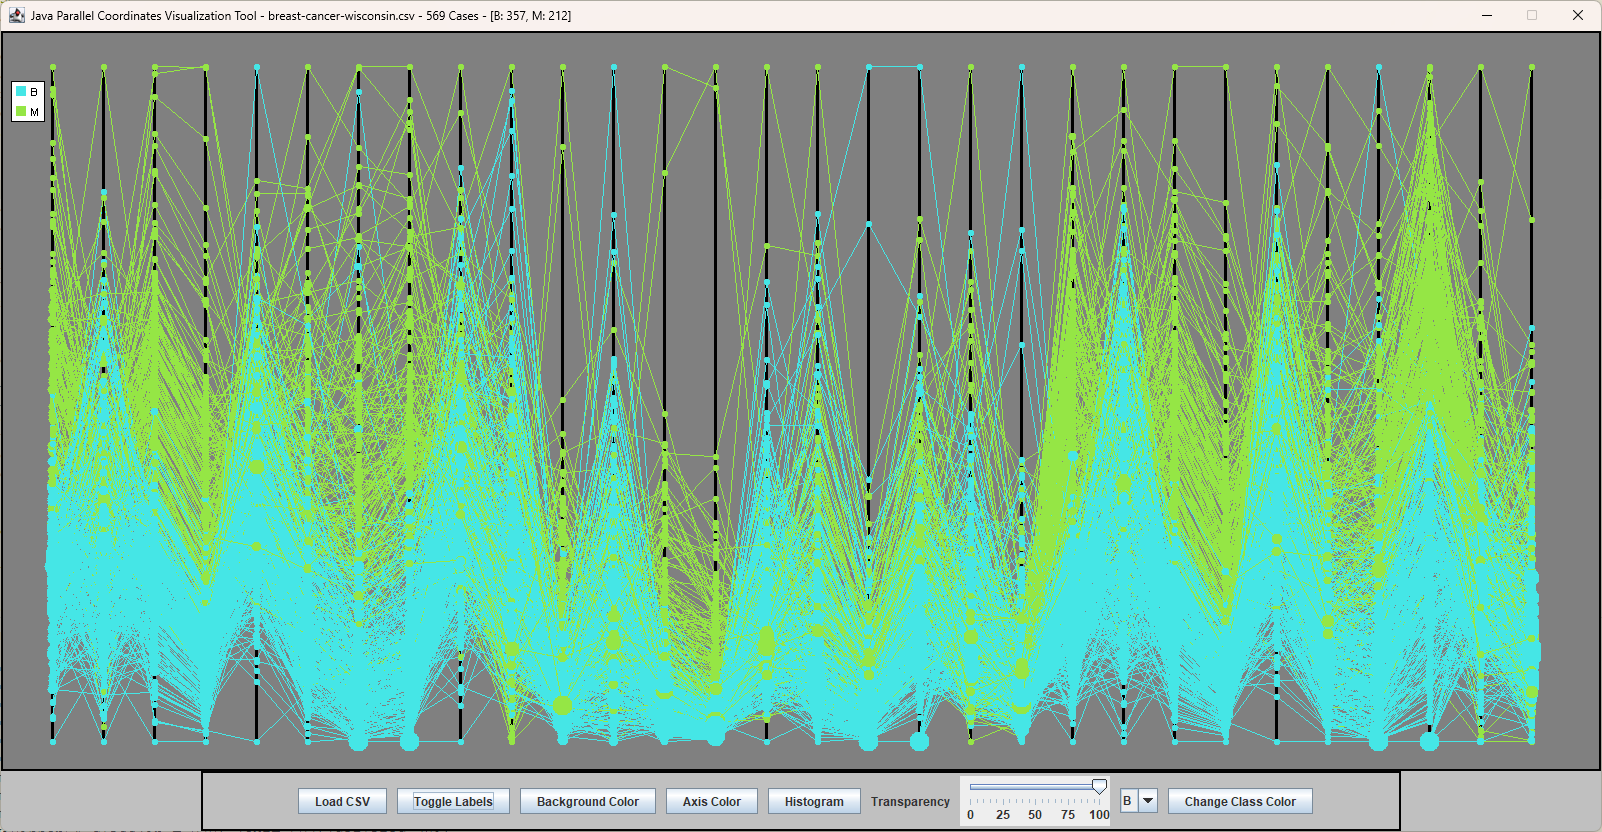 Java Parallel Coordinates Visualization Tool - breast-cancer-wisconsin.csv - 569 Cases - [B: 357, M: 212]
B
M
Load CSV Toggle Labels Background Color Axis Color Histogram Transparency B Change Class Color
0 25 50 75 100